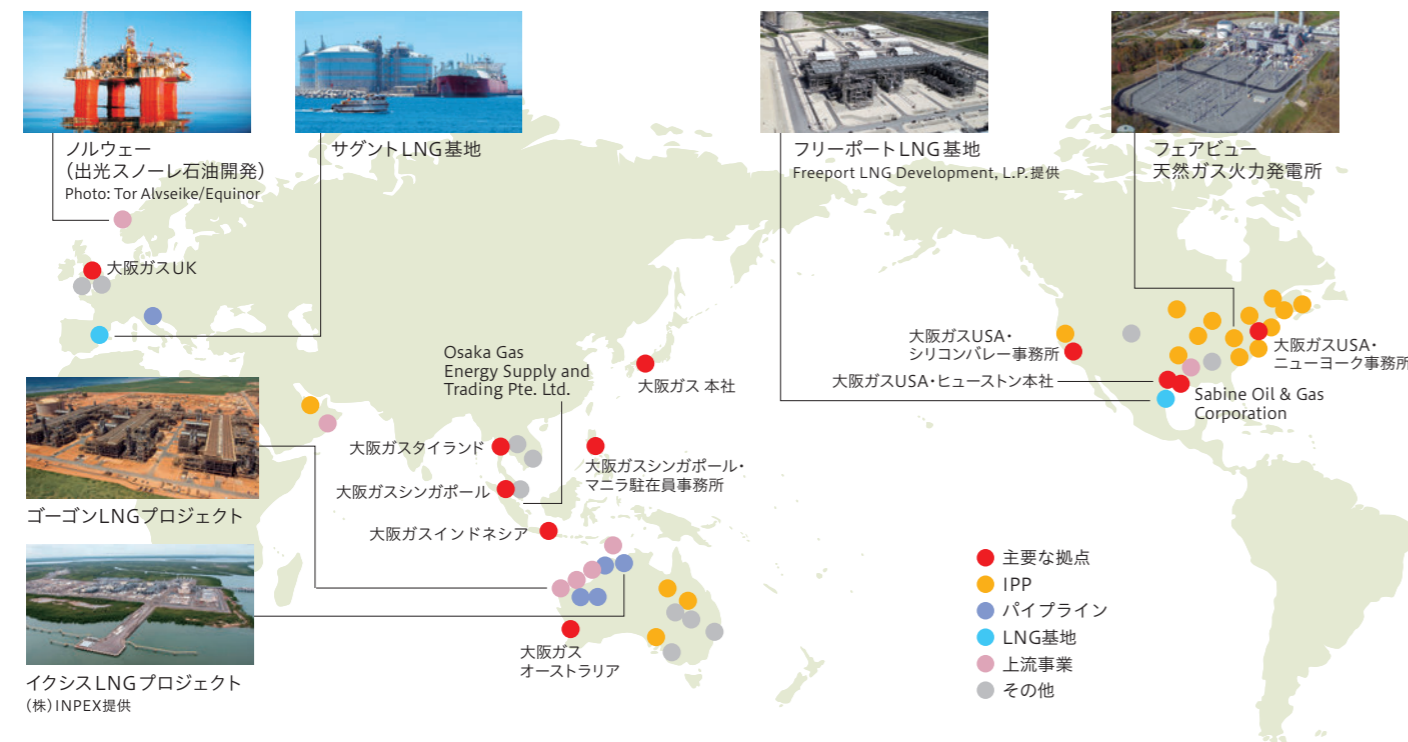 ノルウェー
（出光スノーレ石油開発）
Photo: Tor Alvseike/Equinor
サグントLNG基地
フリーポートLNG基地
Freeport LNG Development, L.P.提供
フェアビュー
天然ガス火力発電所
大阪ガスUK
Osaka Gas
Energy Supply and
Trading Pte. Ltd.
大阪ガス 本社
大阪ガスUSA・
シリコンバレー事務所
大阪ガスUSA・ヒューストン本社
大阪ガスUSA・
ニューヨーク事務所
Sabine Oil & Gas
Corporation
大阪ガスタイランド
大阪ガスシンガポール・
マニラ駐在員事務所
大阪ガスシンガポール
大阪ガスインドネシア
ゴーゴンLNGプロジェクト
イクシスLNGプロジェクト
（株）INPEX提供
大阪ガス
オーストラリア
主要な拠点
IPP
パイプライン
LNG基地
上流事業
その他